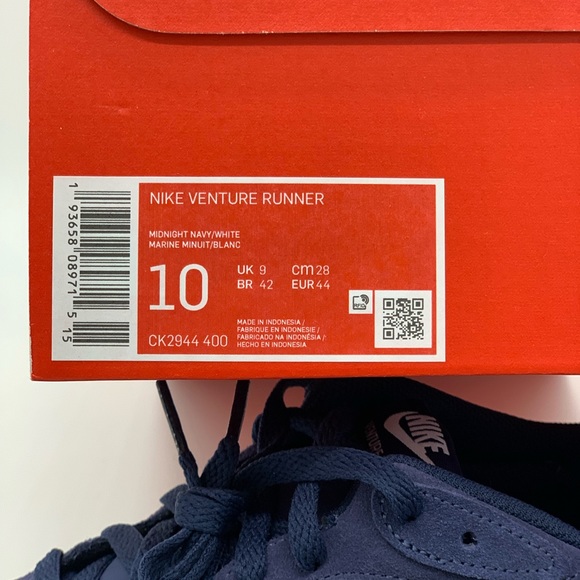 NIKE VENTURE RUNNER
MIDNIGHT NAVY/WHITE
MARINE MINUIT/BLANC
10
UK 9 cm 28
BR 42 EUR 44
RFID
CK2944 400
MADE IN INDONESIA /
FABRIQUE EN INDONESIE /
FABRICADO NA INDONÉSIA /
HECHO EN INDONESIA
1 93658 08971 5 15
NIKE